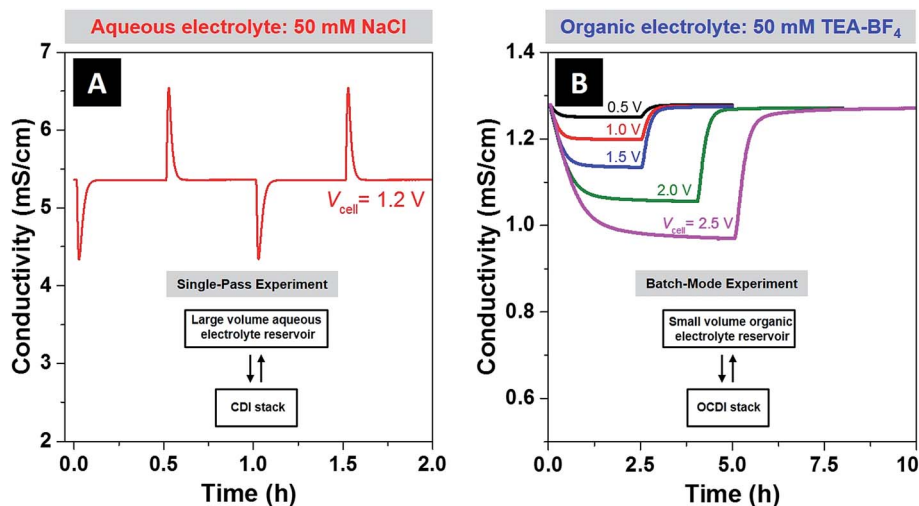 Aqueous electrolyte: 50 mM NaCl
A
7
6
5
4
3
2
Conductivity (mS/cm)
V_cell = 1.2 V
Single-Pass Experiment
Large volume aqueous
electrolyte reservoir
CDI stack
0.0 0.5 1.0 1.5 2.0
Time (h)
Organic electrolyte: 50 mM TEA-BF₄
B
1.4
1.2
1.0
0.8
0.6
Conductivity (mS/cm)
0.5 V
1.0 V
1.5 V
2.0 V
V_cell = 2.5 V
Batch-Mode Experiment
Small volume organic
electrolyte reservoir
OCDI stack
0.0 2.5 5.0 7.5 10
Time (h)